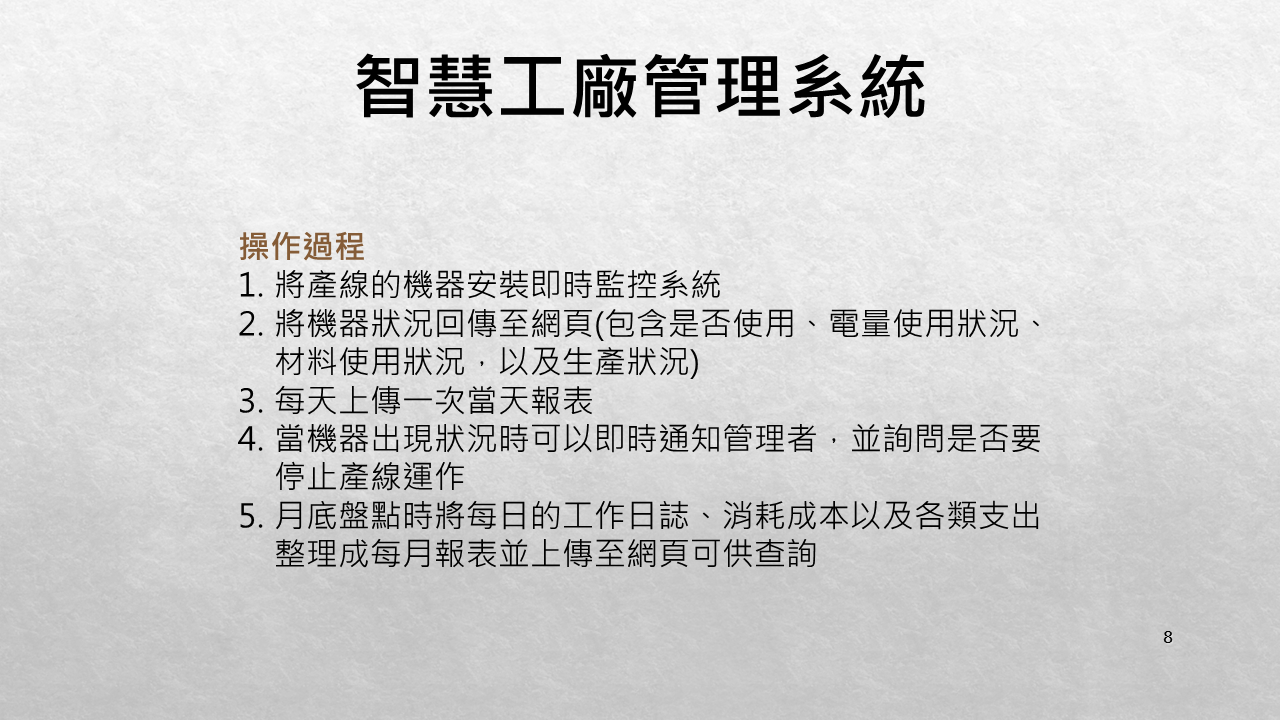 智慧工廠管理系統
操作過程
1. 將產線的機器安裝即時監控系統
2. 將機器狀況回傳至網頁(包含是否使用、電量使用狀況、
材料使用狀況，以及生產狀況)
3. 每天上傳一次當天報表
4. 當機器出現狀況時可以即時通知管理者，並詢問是否要
停止產線運作
5. 月底盤點時將每日的工作日誌、消耗成本以及各類支出
整理成每月報表並上傳至網頁可供查詢
8